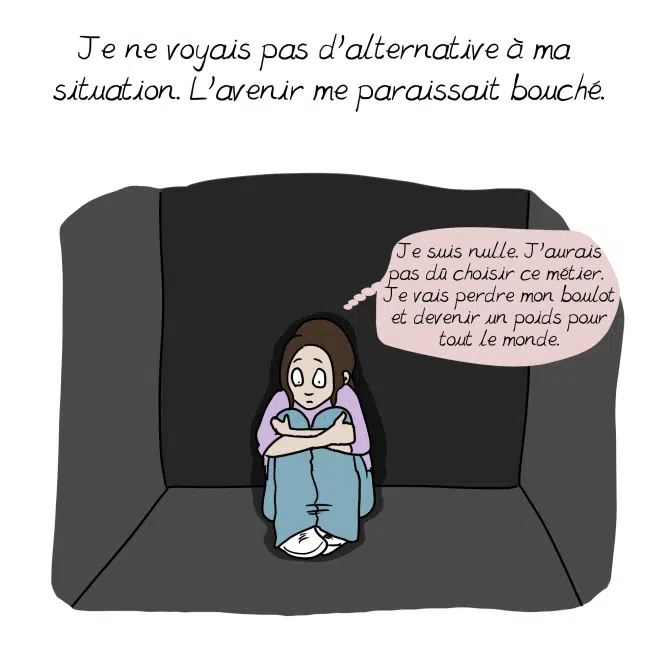 Je ne voyais pas d'alternative à ma
situation. L'avenir me paraissait bouché.
Je suis nulle. J'aurais
pas dû choisir ce métier.
Je vais perdre mon boulot
et devenir un poids pour
tout le monde.